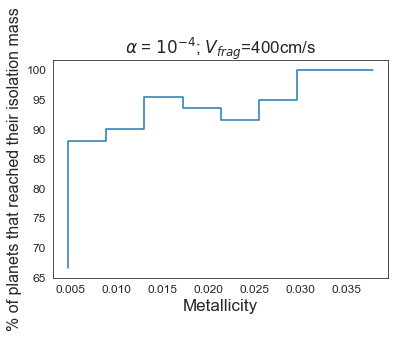 α = 10⁻⁴; V_frag=400cm/s
% of planets that reached their isolation mass
100
95
90
85
80
75
70
65
0.005 0.010 0.015 0.020 0.025 0.030 0.035
Metallicity